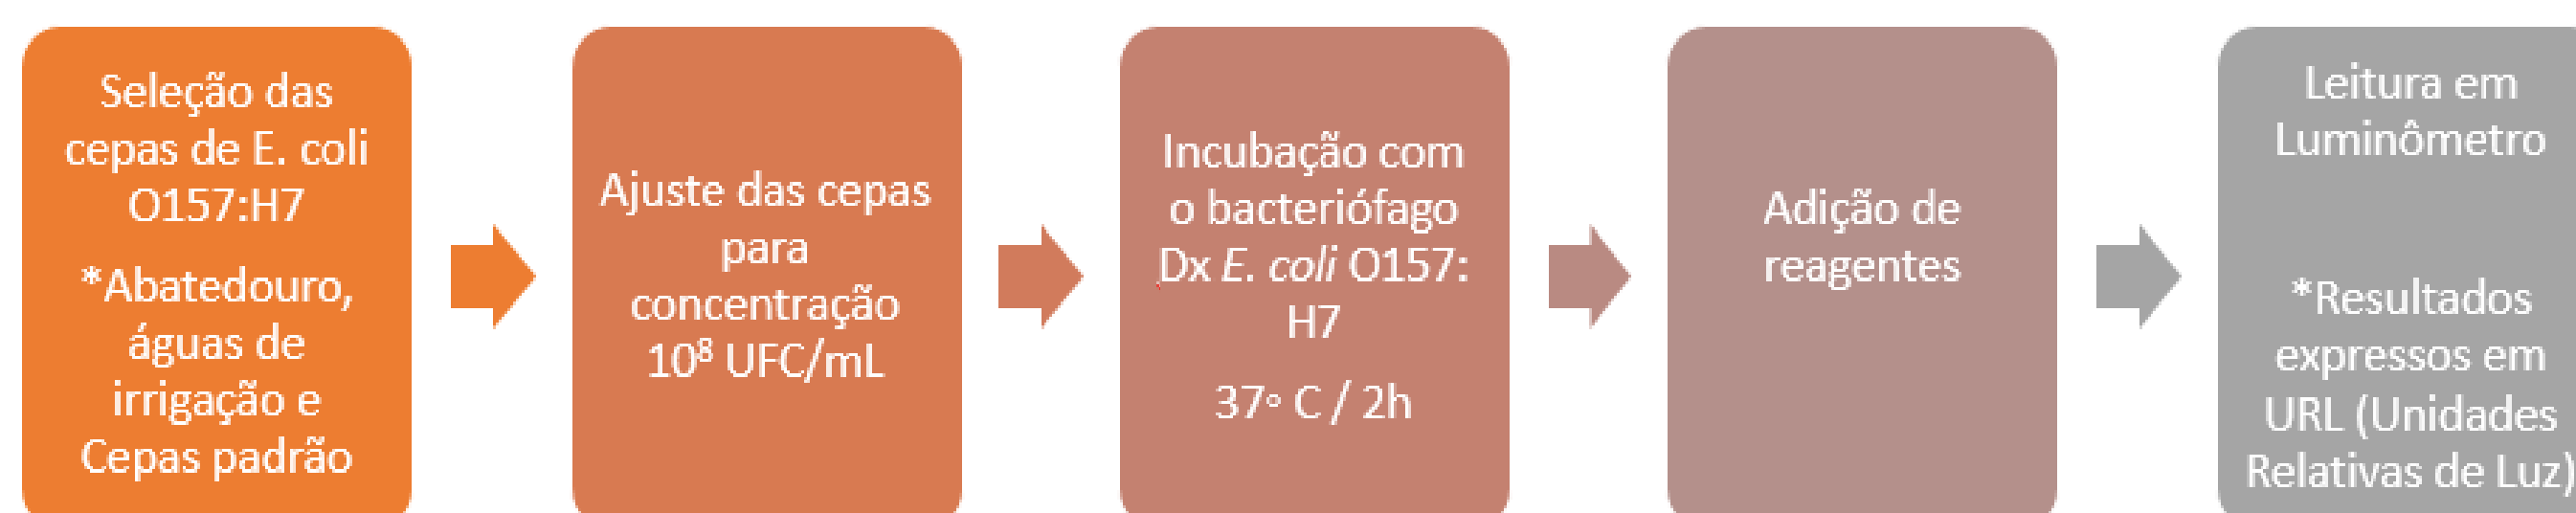 Seleção das
cepas de E. coli
O157:H7
*Abatedouro,
águas de
irrigação e
Cepas padrão
Ajuste das cepas
para
concentração
10⁸ UFC/mL
Incubação com
o bacteriófago
Dx E. coli O157:
H7
37º C / 2h
Adição de
reagentes
Leitura em
Luminômetro
*Resultados
expressos em
URL (Unidades
Relativas de Luz)